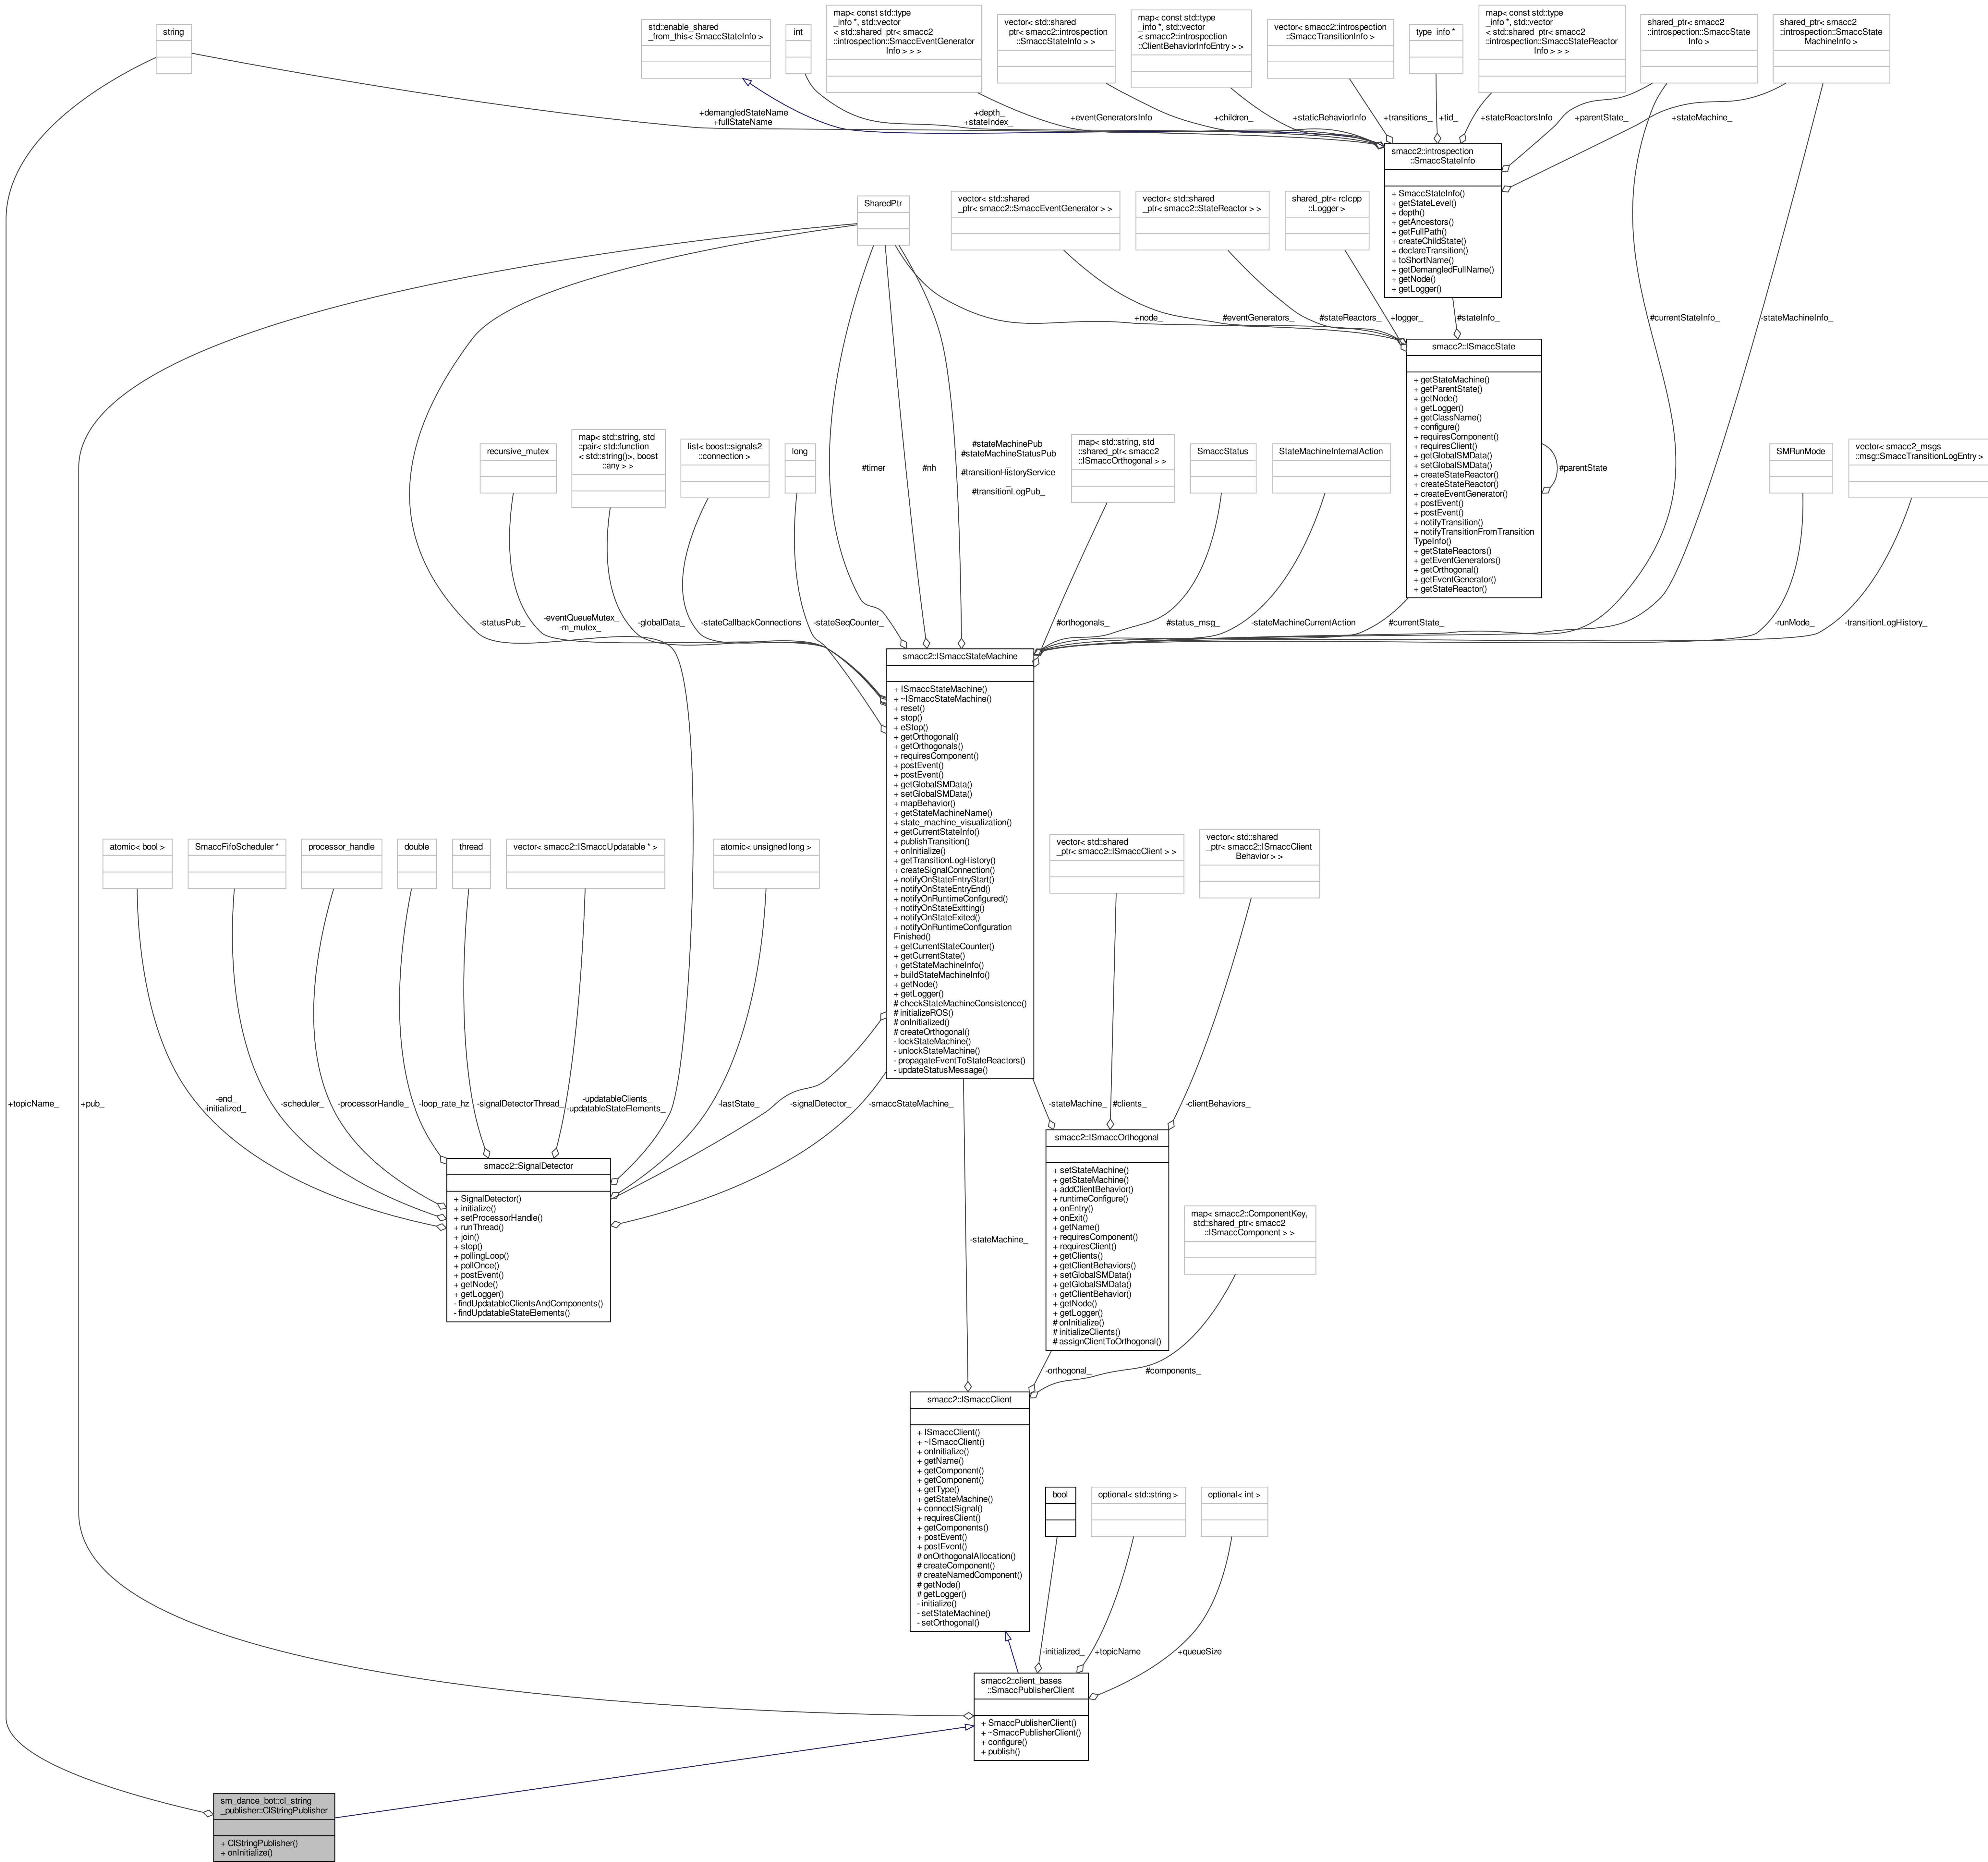 string
std::enable_shared
_from_this< SmaccStateInfo >
int
map< const std::type
_info *, std::vector
< std::shared_ptr< smacc2
::introspection::SmaccEventGenerator
Info > > >
vector< std::shared
_ptr< smacc2::introspection
::SmaccStateInfo > >
map< const std::type
_info *, std::vector
< smacc2::introspection
::ClientBehaviorInfoEntry > >
vector< smacc2::introspection
::SmaccTransitionInfo >
type_info *
map< const std::type
_info *, std::vector
< std::shared_ptr< smacc2
::introspection::SmaccStateReactor
Info > > >
shared_ptr< smacc2
::introspection::SmaccState
Info >
shared_ptr< smacc2
::introspection::SmaccState
MachineInfo >
+demangledStateName
+fullStateName
+depth_
+stateIndex_
+eventGeneratorsInfo
+children_
+staticBehaviorInfo
+transitions_
+tid_
+stateReactorsInfo
+parentState_
+stateMachine_
smacc2::introspection
::SmaccStateInfo
+ SmaccStateInfo()
+ getStateLevel()
+ depth()
+ getAncestors()
+ getFullPath()
+ createChildState()
+ declareTransition()
+ toShortName()
+ getDemangledFullName()
+ getNode()
+ getLogger()
SharedPtr
vector< std::shared
_ptr< smacc2::SmaccEventGenerator > >
vector< std::shared
_ptr< smacc2::StateReactor > >
shared_ptr< rclcpp
::Logger >
+node_
#eventGenerators_
#stateReactors_
+logger_
#stateInfo_
#currentStateInfo_
-stateMachineInfo_
smacc2::ISmaccState
+ getStateMachine()
+ getParentState()
+ getNode()
+ getLogger()
+ getClassName()
+ configure()
+ requiresComponent()
+ requiresClient()
+ getGlobalSMData()
+ setGlobalSMData()
+ createStateReactor()
+ createStateReactor()
+ createEventGenerator()
+ postEvent()
+ postEvent()
+ notifyTransition()
+ notifyTransitionFromTransition
TypeInfo()
+ getStateReactors()
+ getEventGenerators()
+ getOrthogonal()
+ getEventGenerator()
+ getStateReactor()
#parentState_
recursive_mutex
map< std::string, std
::pair< std::function
< std::string()>, boost
::any > >
list< boost::signals2
::connection >
long
#timer_
#nh_
#stateMachinePub_
#stateMachineStatusPub
_
#transitionHistoryService
_
#transitionLogPub_
map< std::string, std
::shared_ptr< smacc2
::ISmaccOrthogonal > >
SmaccStatus
StateMachineInternalAction
SMRunMode
vector< smacc2_msgs
::msg::SmaccTransitionLogEntry >
-statusPub_
-eventQueueMutex_
-m_mutex_
-globalData_
-stateCallbackConnections
-stateSeqCounter_
#orthogonals_
#status_msg_
-stateMachineCurrentAction
#currentState_
-runMode_
-transitionLogHistory_
smacc2::ISmaccStateMachine
+ ISmaccStateMachine()
+ ~ISmaccStateMachine()
+ reset()
+ stop()
+ eStop()
+ getOrthogonal()
+ getOrthogonals()
+ requiresComponent()
+ postEvent()
+ postEvent()
+ getGlobalSMData()
+ setGlobalSMData()
+ mapBehavior()
+ getStateMachineName()
+ state_machine_visualization()
+ getCurrentStateInfo()
+ publishTransition()
+ onInitialize()
+ getTransitionLogHistory()
+ createSignalConnection()
+ notifyOnStateEntryStart()
+ notifyOnStateEntryEnd()
+ notifyOnRuntimeConfigured()
+ notifyOnStateExitting()
+ notifyOnStateExited()
+ notifyOnRuntimeConfiguration
Finished()
+ getCurrentStateCounter()
+ getCurrentState()
+ getStateMachineInfo()
+ buildStateMachineInfo()
+ getNode()
+ getLogger()
# checkStateMachineConsistence()
# initializeROS()
# onInitialized()
# createOrthogonal()
- lockStateMachine()
- unlockStateMachine()
- propagateEventToStateReactors()
- updateStatusMessage()
atomic< bool >
SmaccFifoScheduler *
processor_handle
double
thread
vector< smacc2::ISmaccUpdatable * >
atomic< unsigned long >
vector< std::shared
_ptr< smacc2::ISmaccClient > >
vector< std::shared
_ptr< smacc2::ISmaccClient
Behavior > >
+topicName_
+pub_
-end_
-initialized_
-scheduler_
-processorHandle_
-loop_rate_hz
-signalDetectorThread_
-updatableClients_
-updatableStateElements_
-lastState_
-signalDetector_
-smaccStateMachine_
-stateMachine_
#clients_
-clientBehaviors_
smacc2::SignalDetector
+ SignalDetector()
+ initialize()
+ setProcessorHandle()
+ runThread()
+ join()
+ stop()
+ pollingLoop()
+ pollOnce()
+ postEvent()
+ getNode()
+ getLogger()
- findUpdatableClientsAndComponents()
- findUpdatableStateElements()
smacc2::ISmaccOrthogonal
+ setStateMachine()
+ getStateMachine()
+ addClientBehavior()
+ runtimeConfigure()
+ onEntry()
+ onExit()
+ getName()
+ requiresComponent()
+ requiresClient()
+ getClients()
+ getClientBehaviors()
+ setGlobalSMData()
+ getGlobalSMData()
+ getClientBehavior()
+ getNode()
+ getLogger()
# onInitialize()
# initializeClients()
# assignClientToOrthogonal()
map< smacc2::ComponentKey,
std::shared_ptr< smacc2
::ISmaccComponent > >
-stateMachine_
-orthogonal_
#components_
smacc2::ISmaccClient
+ ISmaccClient()
+ ~ISmaccClient()
+ onInitialize()
+ getName()
+ getComponent()
+ getComponent()
+ getType()
+ getStateMachine()
+ connectSignal()
+ requiresClient()
+ getComponents()
+ postEvent()
+ postEvent()
# onOrthogonalAllocation()
# createComponent()
# createNamedComponent()
# getNode()
# getLogger()
- initialize()
- setStateMachine()
- setOrthogonal()
bool
optional< std::string >
optional< int >
-initialized_
+topicName
+queueSize
smacc2::client_bases
::SmaccPublisherClient
+ SmaccPublisherClient()
+ ~SmaccPublisherClient()
+ configure()
+ publish()
sm_dance_bot::cl_string
_publisher::ClStringPublisher
+ ClStringPublisher()
+ onInitialize()